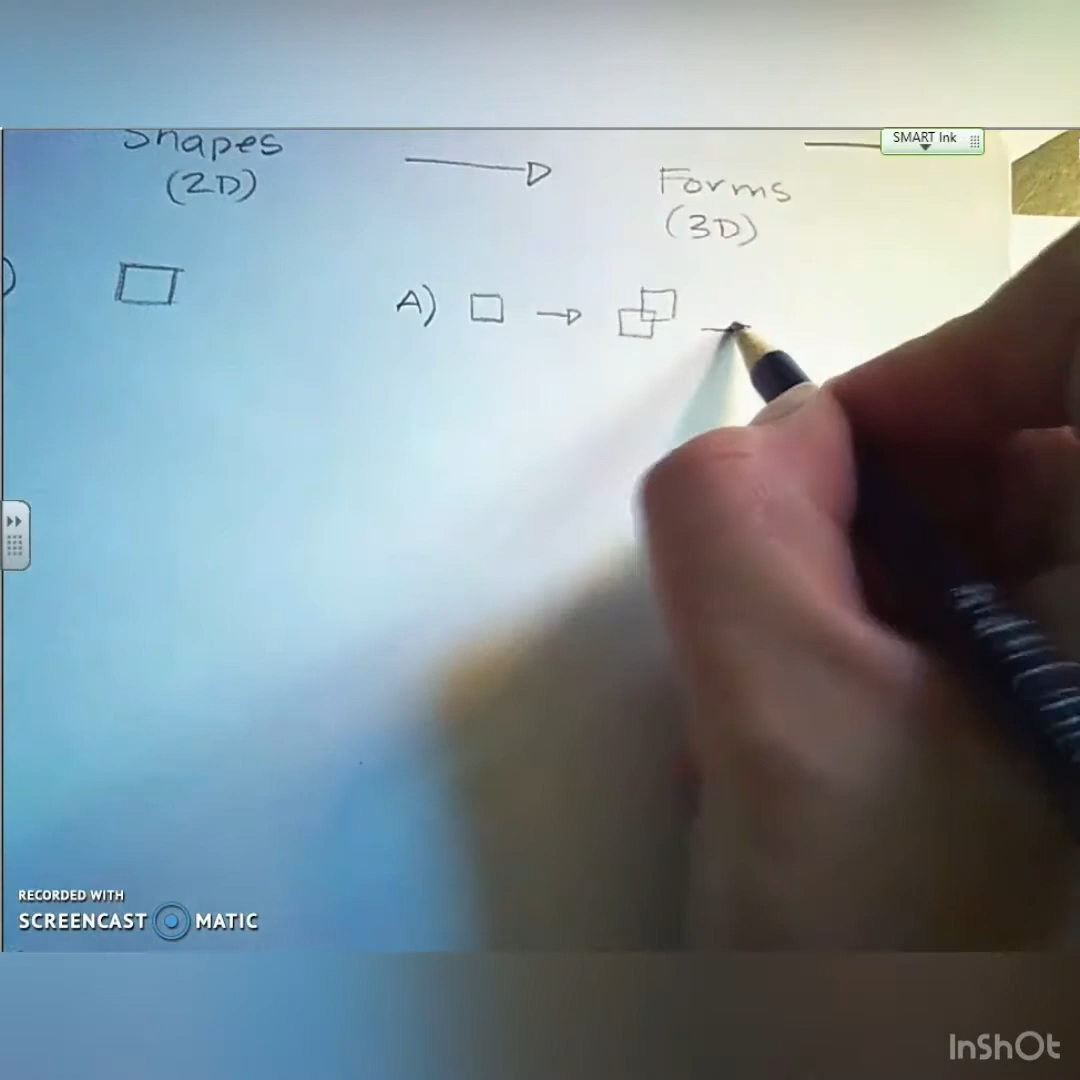 Shapes
(2D)
SMART Ink
Forms
(3D)
)
A)
RECORDED WITH
SCREENCAST MATIC
InShOt